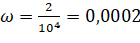 ω = 2/10⁴ = 0,0002